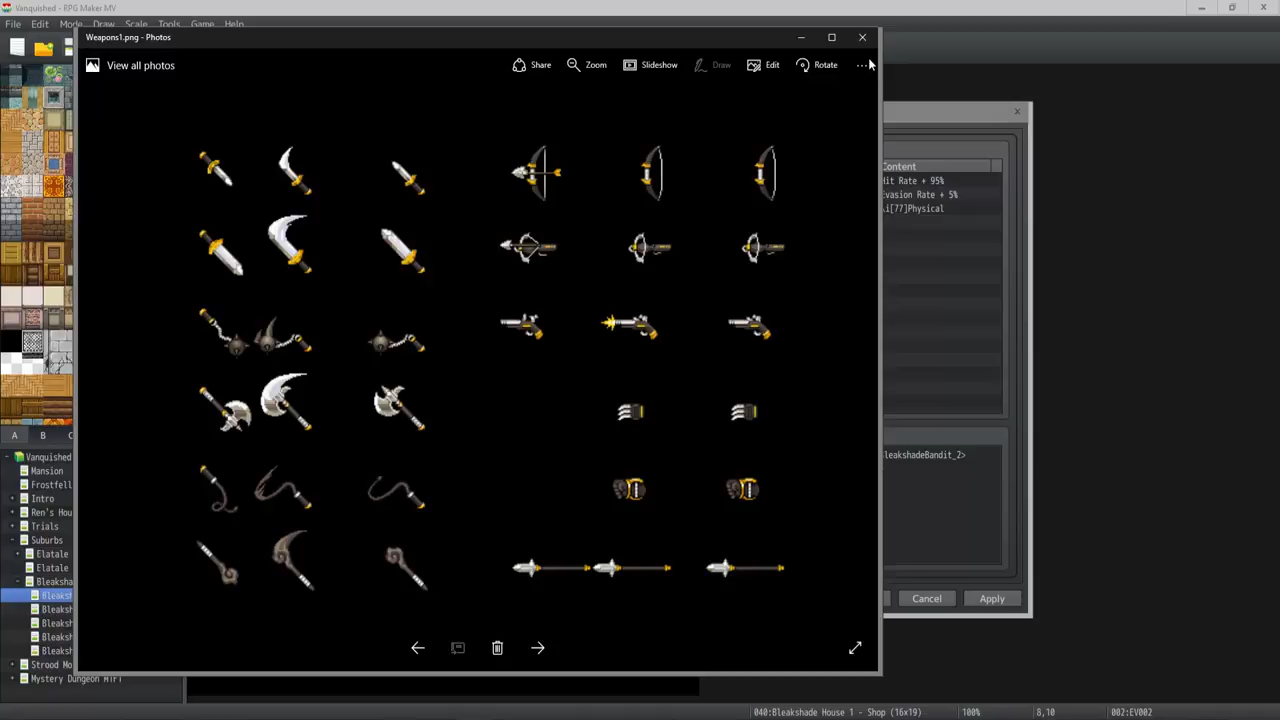 Vanquished - RPG Maker MV
File Edit Mode Draw Scale Tools Game Help
Weapons1.png - Photos
View all photos
Share
Zoom
Slideshow
Draw
Edit
Rotate
Content
Hit Rate + 95%
Evasion Rate + 5%
i[77]Physical
leakshadeBandit_2>
Cancel
Apply
A B C
Vanquished
Mansion
Frostfell
Intro
Ren's Hou
Trials
Suburbs
Elatale
Elatale
Bleaksha
Bleaksh
Bleaksh
Bleaksh
Bleaksh
Bleaksh
Strood Mo
Mystery Dungeon MIFI
040:Bleakshade House 1 - Shop (16x19)
100%
8,10
002:EV002